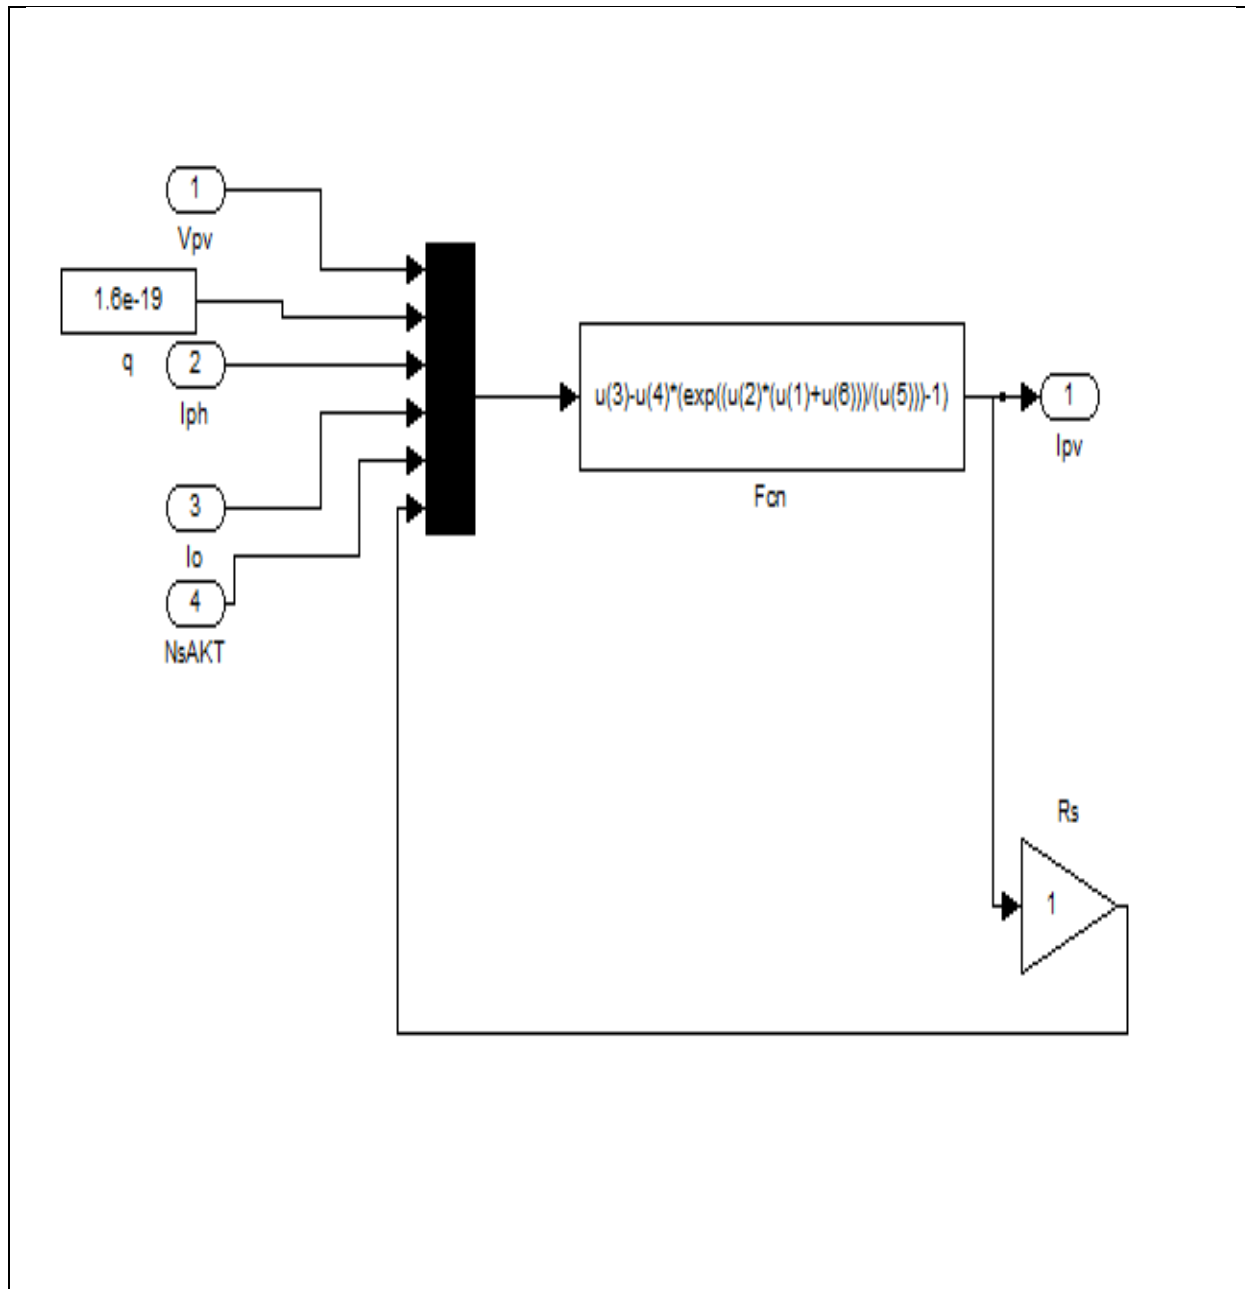 1
Vpv
1.6e-19
q
2
Iph
3
Io
4
NsAKT
u(3)-u(4)*(exp((u(2)*(u(1)+u(6)))/(u(5)))-1)
Fcn
1
Ipv
Rs
1